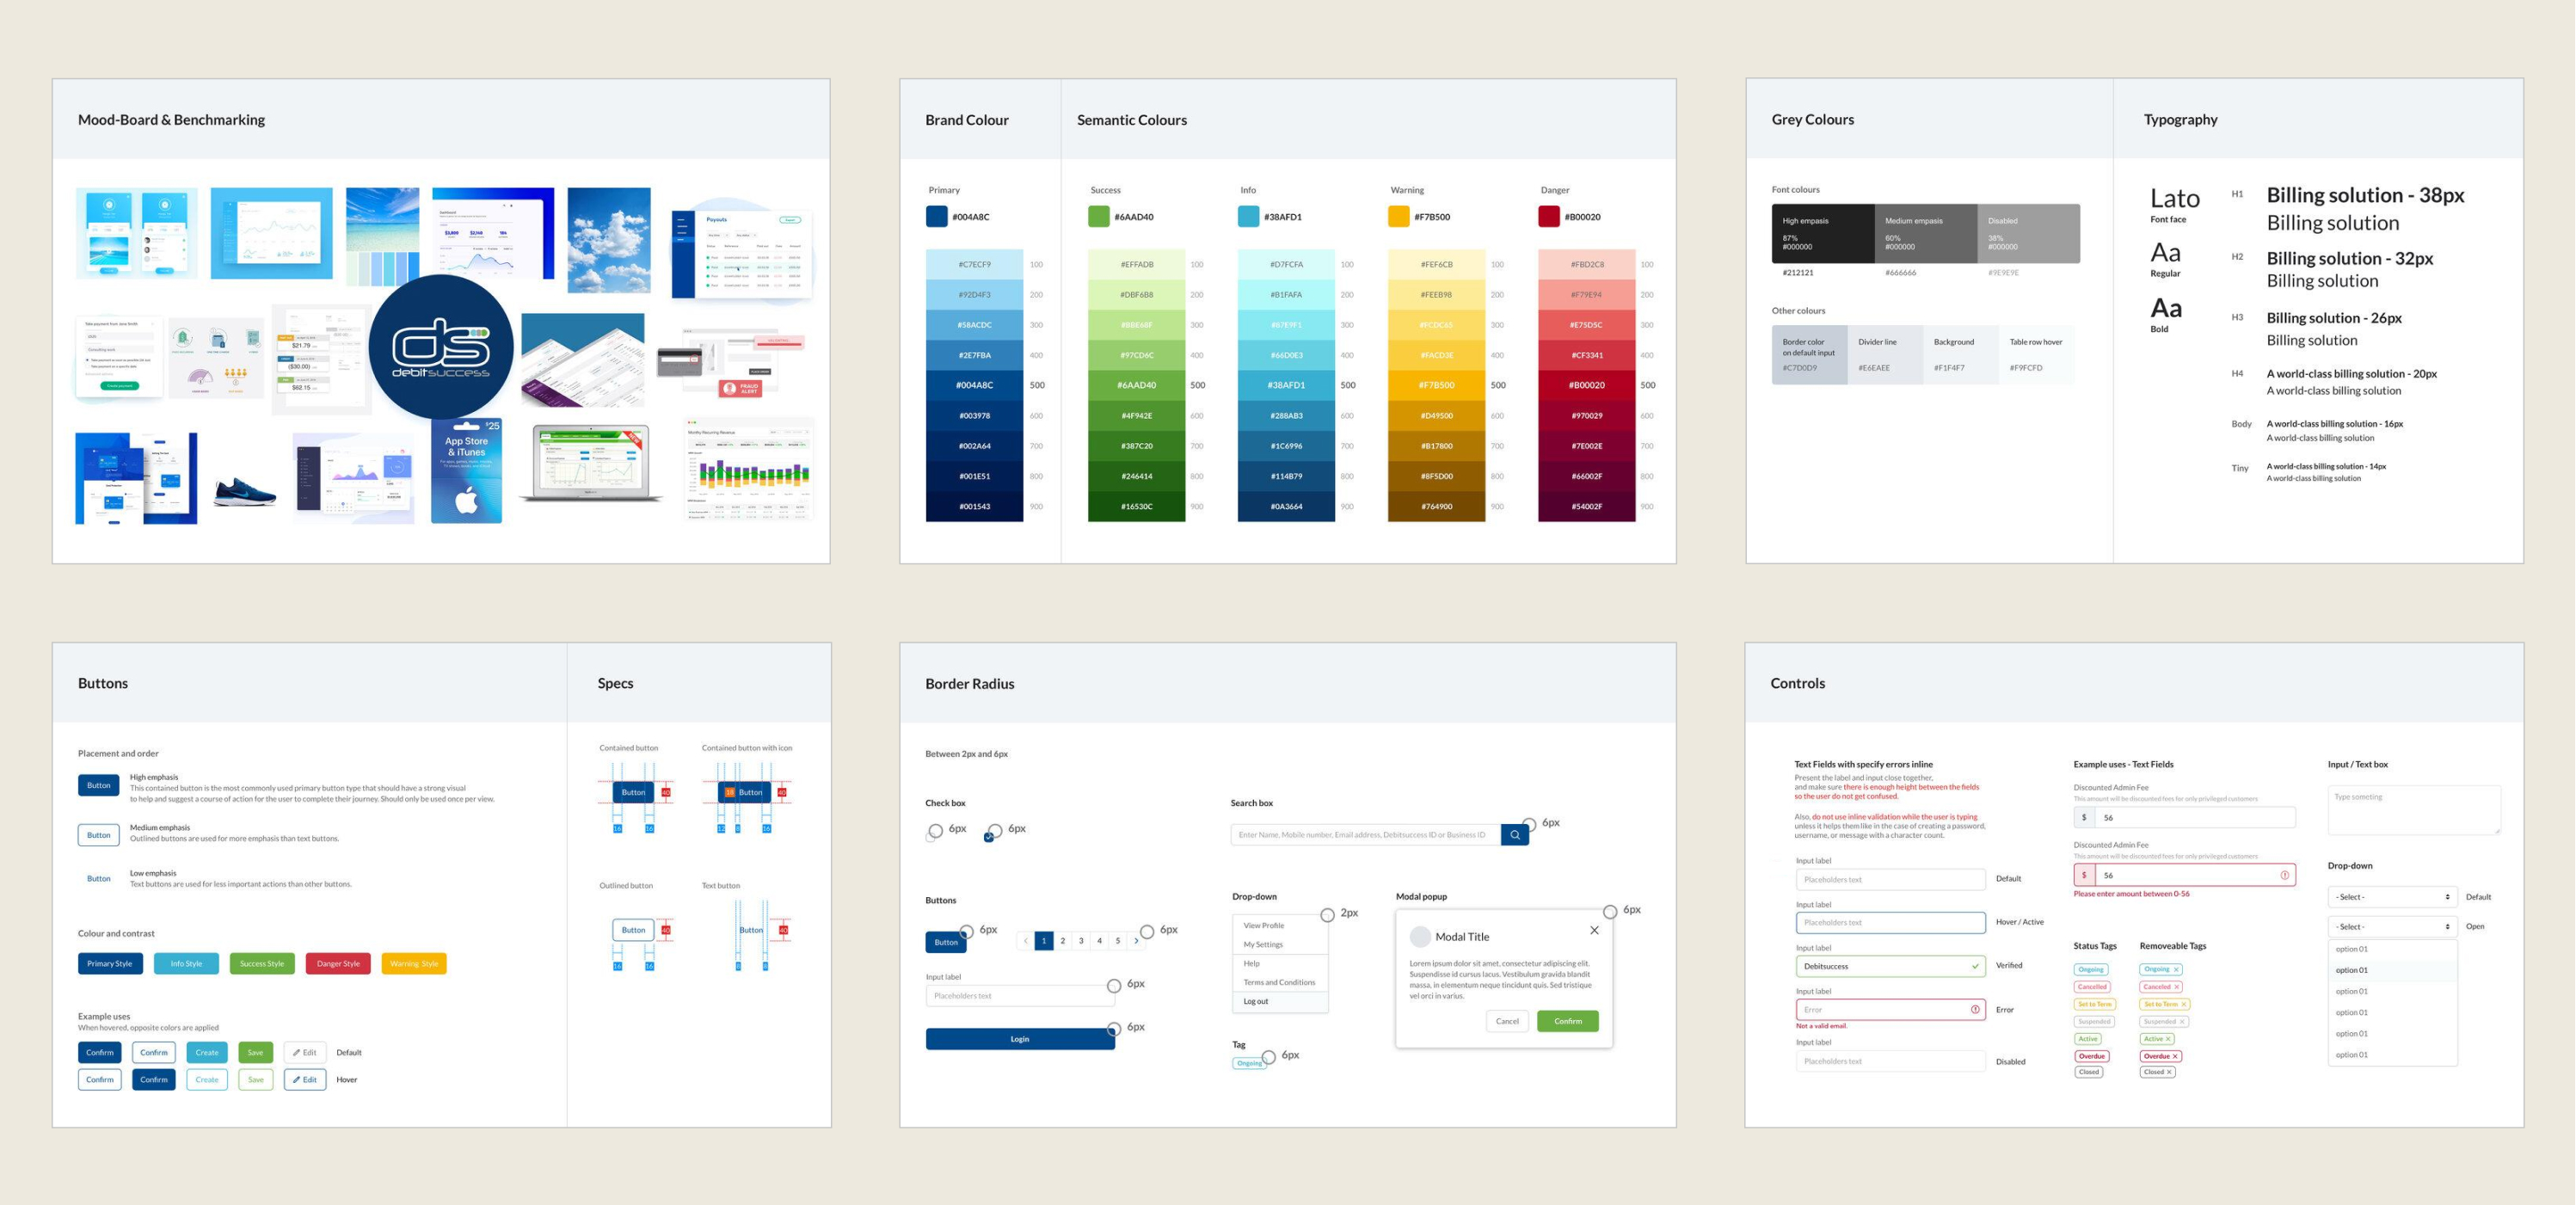 Mood-Board & Benchmarking
Payouts
Dashboard
Take payment from Jane Smith
$21.79
($30.00)
$62.15
ds
debitsuccess
FRAUD
ALERT
$25
App Store
& iTunes
Monthly Recurring Revenue
Brand Colour
Semantic Colours
Primary
Success
Info
Warning
Danger
#004A8C
#6AAD40
#38AFD1
#F7B500
#B00020
#C7ECF9 100 #EFFADB 100 #D7FCFA 100 #FEF6CB 100 #FBD2C8 100
#92D4F3 200 #DBF6B8 200 #B1FAFA 200 #FEEB98 200 #F79E94 200
#58ACDC 300 #BBE68F 300 #87E9F1 300 #FCDC65 300 #E75D5C 300
#2E7FBA 400 #97CD6C 400 #66D0E3 400 #FACD3E 400 #CF3341 400
#004A8C 500 #6AAD40 500 #38AFD1 500 #F7B500 500 #B00020 500
#003978 600 #4F942E 600 #288AB3 600 #D49500 600 #970029 600
#002A64 700 #387C20 700 #1C6996 700 #B17800 700 #7E002E 700
#001E51 800 #246414 800 #114B79 800 #8F5D00 800 #66002F 800
#001543 900 #16530C 900 #0A3664 900 #764900 900 #54002F 900
Grey Colours
Font colours
High empasis
87%
#000000
Medium empasis
60%
#000000
Disabled
38%
#000000
#212121
#666666
#9E9E9E
Other colours
Border color
on default input
#C7D0D9
Divider line
#E6EAEE
Background
#F1F4F7
Table row hover
#F9FCFD
Typography
Lato
Font face
Aa
Regular
Aa
Bold
H1 Billing solution - 38px
Billing solution
H2 Billing solution - 32px
Billing solution
H3 Billing solution - 26px
Billing solution
H4 A world-class billing solution - 20px
A world-class billing solution
Body A world-class billing solution - 16px
A world-class billing solution
Tiny A world-class billing solution - 14px
A world-class billing solution
Buttons
Placement and order
Button
High emphasis
This contained button is the most commonly used primary button type that should have a strong visual
to help and suggest a course of action for the user to complete their journey. Should only be used once per view.
Button
Medium emphasis
Outlined buttons are used for more emphasis than text buttons.
Button
Low emphasis
Text buttons are used for less important actions than other buttons.
Colour and contrast
Primary Style
Info Style
Success Style
Danger Style
Warning Style
Example uses
When hovered, opposite colors are applied
Confirm Confirm Create Save Edit Default
Confirm Confirm Create Save Edit Hover
Specs
Contained button
Button
40
16 16
Contained button with icon
Button
40
12 8 16
Outlined button
Button
40
16 16
Text button
Button
40
8 8
Border Radius
Between 2px and 6px
Check box
6px
6px
Search box
Enter Name, Mobile number, Email address, Debitsuccess ID or Business ID
6px
Buttons
Button
6px
1 2 3 4 5
6px
Input label
Placeholders text
6px
Login
6px
Drop-down
2px
View Profile
My Settings
Help
Terms and Conditions
Log out
Tag
Ongoing
6px
Modal popup
6px
Modal Title
Lorem ipsum dolor sit amet, consectetur adipiscing elit.
Suspendisse id cursus lacus. Vestibulum gravida blandit
massa, in elementum neque tincidunt quis. Sed tristique
vel orci in varius.
Cancel
Confirm
Controls
Text Fields with specify errors inline
Present the label and input close together,
and make sure there is enough height between the fields
so the user do not get confused.
Also, do not use inline validation while the user is typing
unless it helps them like in the case of creating a password,
username, or message with a character count.
Input label
Placeholders text
Default
Input label
Placeholders text
Hover / Active
Input label
Debitsuccess
Verified
Input label
Error
Error
Not a valid email.
Input label
Placeholders text
Disabled
Example uses - Text Fields
Discounted Admin Fee
This amount will be discounted fees for only privileged customers
$ 56
Discounted Admin Fee
This amount will be discounted fees for only privileged customers
$ 56
Please enter amount between 0-56
Status Tags
Ongoing
Cancelled
Set to Term
Suspended
Active
Overdue
Closed
Removeable Tags
Ongoing ×
Canceled ×
Set to Term ×
Suspended ×
Active ×
Overdue ×
Closed ×
Input / Text box
Type someting
Drop-down
- Select -
Default
- Select -
Open
option 01
option 01
option 01
option 01
option 01
option 01